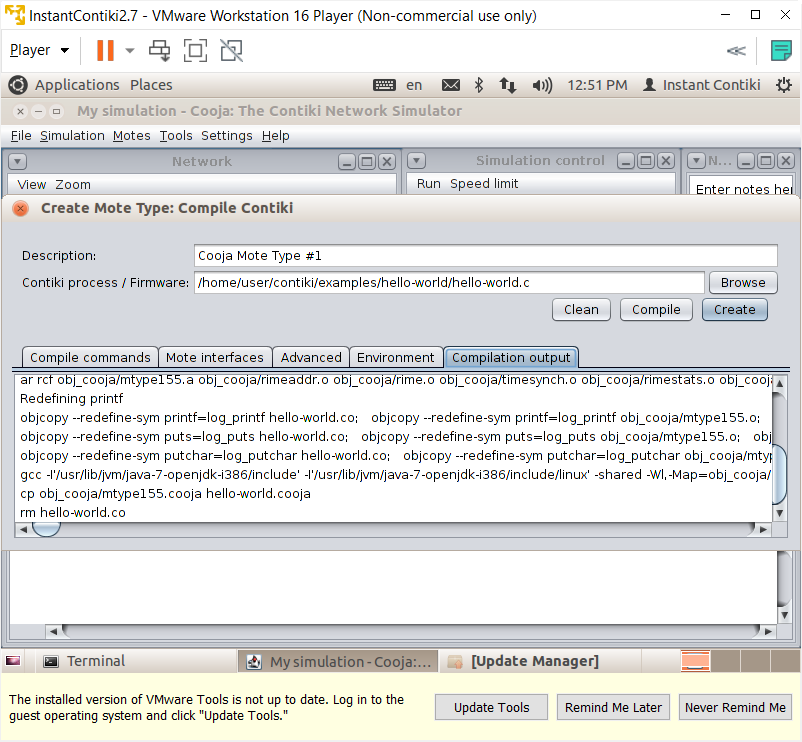 InstantContiki2.7 - VMware Workstation 16 Player (Non-commercial use only)
Player
Applications Places en 12:51 PM Instant Contiki
My simulation - Cooja: The Contiki Network Simulator
File Simulation Motes Tools Settings Help
Network Simulation control N...
View Zoom Run Speed limit Enter notes her
Create Mote Type: Compile Contiki
Description: Cooja Mote Type #1
Contiki process / Firmware: /home/user/contiki/examples/hello-world/hello-world.c Browse
Clean Compile Create
Compile commands Mote interfaces Advanced Environment Compilation output
ar rcf obj_cooja/mtype155.a obj_cooja/rimeaddr.o obj_cooja/rime.o obj_cooja/timesynch.o obj_cooja/rimestats.o obj_cooja
Redefining printf
objcopy --redefine-sym printf=log_printf hello-world.co; objcopy --redefine-sym printf=log_printf obj_cooja/mtype155.o;
objcopy --redefine-sym puts=log_puts hello-world.co; objcopy --redefine-sym puts=log_puts obj_cooja/mtype155.o; obj
objcopy --redefine-sym putchar=log_putchar hello-world.co; objcopy --redefine-sym putchar=log_putchar obj_cooja/mtyp
gcc -I'/usr/lib/jvm/java-7-openjdk-i386/include' -I'/usr/lib/jvm/java-7-openjdk-i386/include/linux' -shared -Wl,-Map=obj_cooja/
cp obj_cooja/mtype155.cooja hello-world.cooja
rm hello-world.co
Terminal My simulation - Cooja:... [Update Manager]
The installed version of VMware Tools is not up to date. Log in to the
guest operating system and click "Update Tools."
Update Tools Remind Me Later Never Remind Me